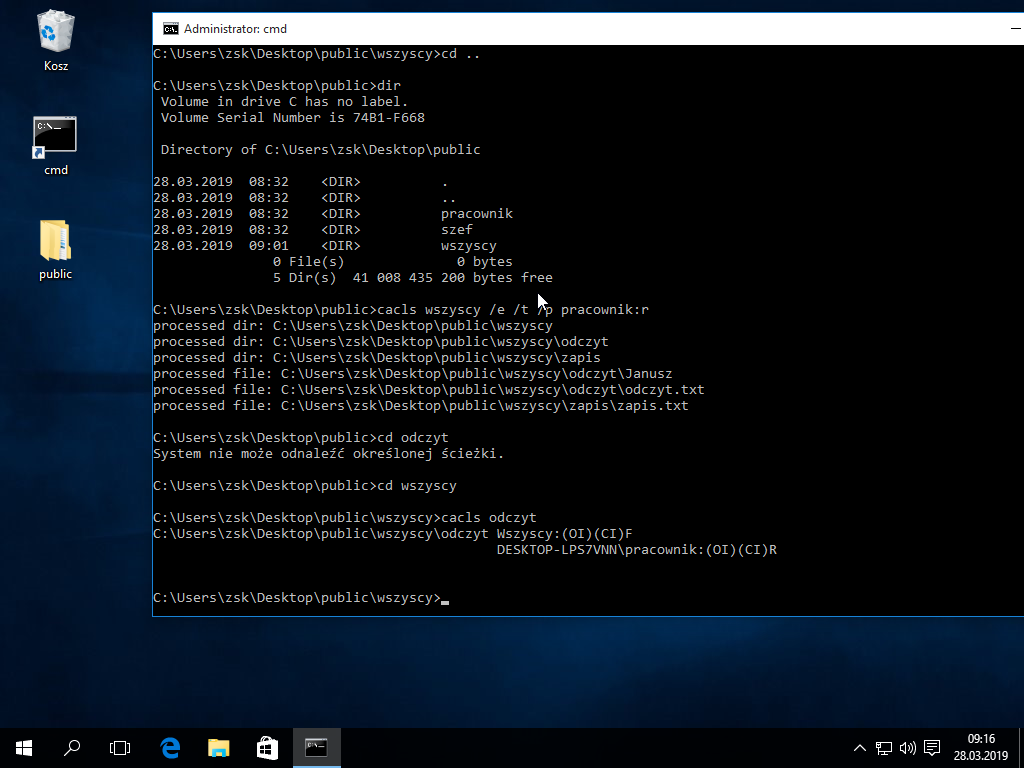 Kosz
cmd
public
Administrator: cmd
C:\Users\zsk\Desktop\public\wszyscy>cd ..
C:\Users\zsk\Desktop\public>dir
Volume in drive C has no label.
Volume Serial Number is 74B1-F668
Directory of C:\Users\zsk\Desktop\public
28.03.2019  08:32    <DIR>          .
28.03.2019  08:32    <DIR>          ..
28.03.2019  08:32    <DIR>          pracownik
28.03.2019  08:32    <DIR>          szef
28.03.2019  09:01    <DIR>          wszyscy
0 File(s)              0 bytes
5 Dir(s)  41 008 435 200 bytes free
C:\Users\zsk\Desktop\public>cacls wszyscy /e /t /p pracownik:r
processed dir: C:\Users\zsk\Desktop\public\wszyscy
processed dir: C:\Users\zsk\Desktop\public\wszyscy\odczyt
processed dir: C:\Users\zsk\Desktop\public\wszyscy\zapis
processed file: C:\Users\zsk\Desktop\public\wszyscy\odczyt\Janusz
processed file: C:\Users\zsk\Desktop\public\wszyscy\odczyt\odczyt.txt
processed file: C:\Users\zsk\Desktop\public\wszyscy\zapis\zapis.txt
C:\Users\zsk\Desktop\public>cd odczyt
System nie może odnaleźć określonej ścieżki.
C:\Users\zsk\Desktop\public>cd wszyscy
C:\Users\zsk\Desktop\public\wszyscy>cacls odczyt
C:\Users\zsk\Desktop\public\wszyscy\odczyt Wszyscy:(OI)(CI)F
DESKTOP-LPS7VNN\pracownik:(OI)(CI)R
C:\Users\zsk\Desktop\public\wszyscy>
09:16
28.03.2019